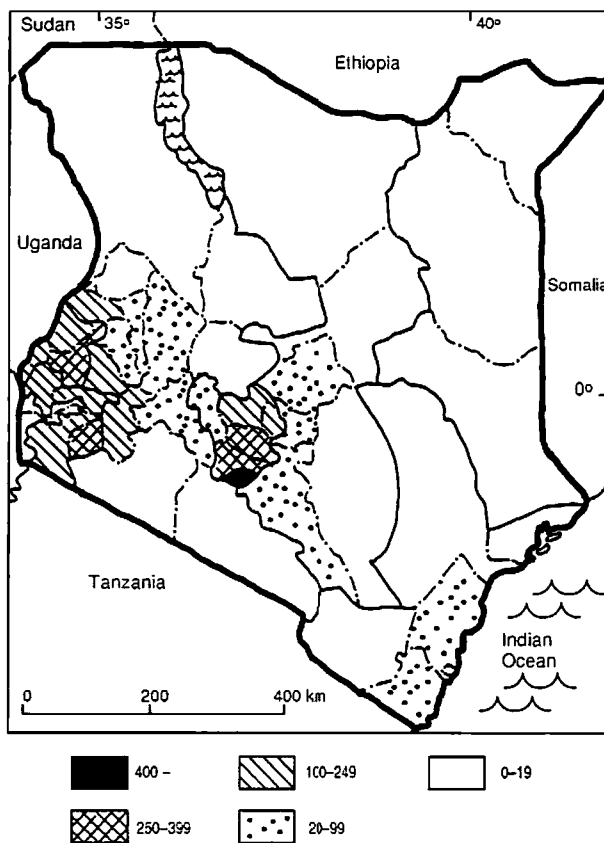 Sudan
35°
40°
Ethiopia
Uganda
Somalia
0°
Tanzania
Indian
Ocean
0 200 400 km
400 – 100–249 0–19
250–399 20–99